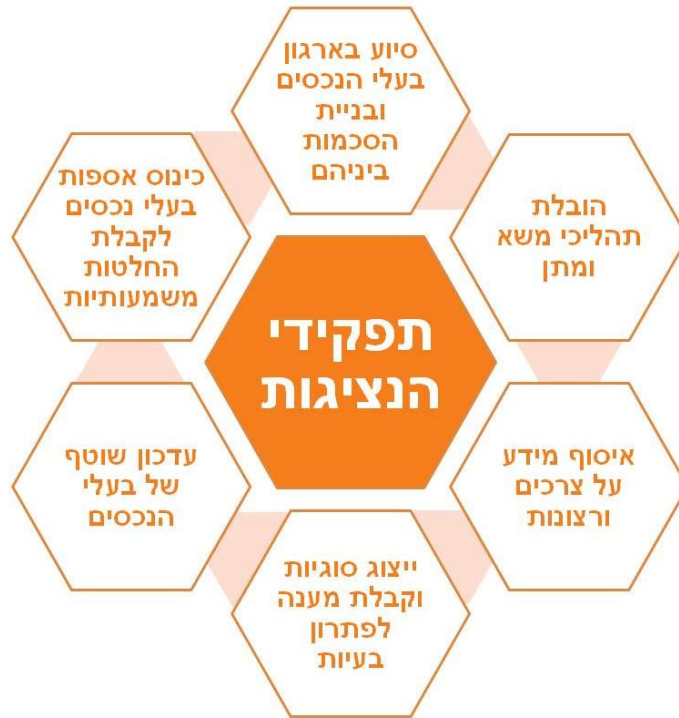 תפקידי
הנציגות
סיוע בארגון
בעלי הנכסים
ובניית
הסכמות
ביניהם
הובלת
תהליכי משא
ומתן
איסוף מידע
על צרכים
ורצונות
ייצוג סוגיות
וקבלת מענה
לפתרון
בעיות
עדכון שוטף
של בעלי
הנכסים
כינוס אספות
בעלי נכסים
לקבלת
החלטות
משמעותיות